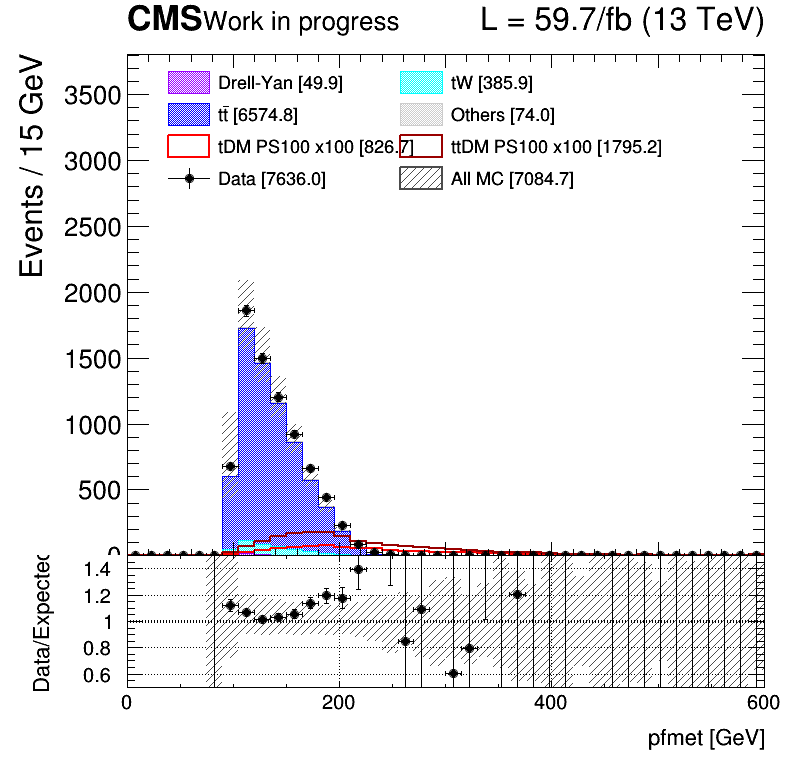 CMS Work in progress L = 59.7/fb (13 TeV)
Events / 15 GeV
3500
3000
2500
2000
1500
1000
500
0
Drell-Yan [49.9] tW [385.9]
tt̄ [6574.8] Others [74.0]
tDM PS100 x100 [826.7] ttDM PS100 x100 [1795.2]
Data [7636.0] All MC [7084.7]
Data/Expected
1.4
1.2
1
0.8
0.6
0 200 400 600
pfmet [GeV]